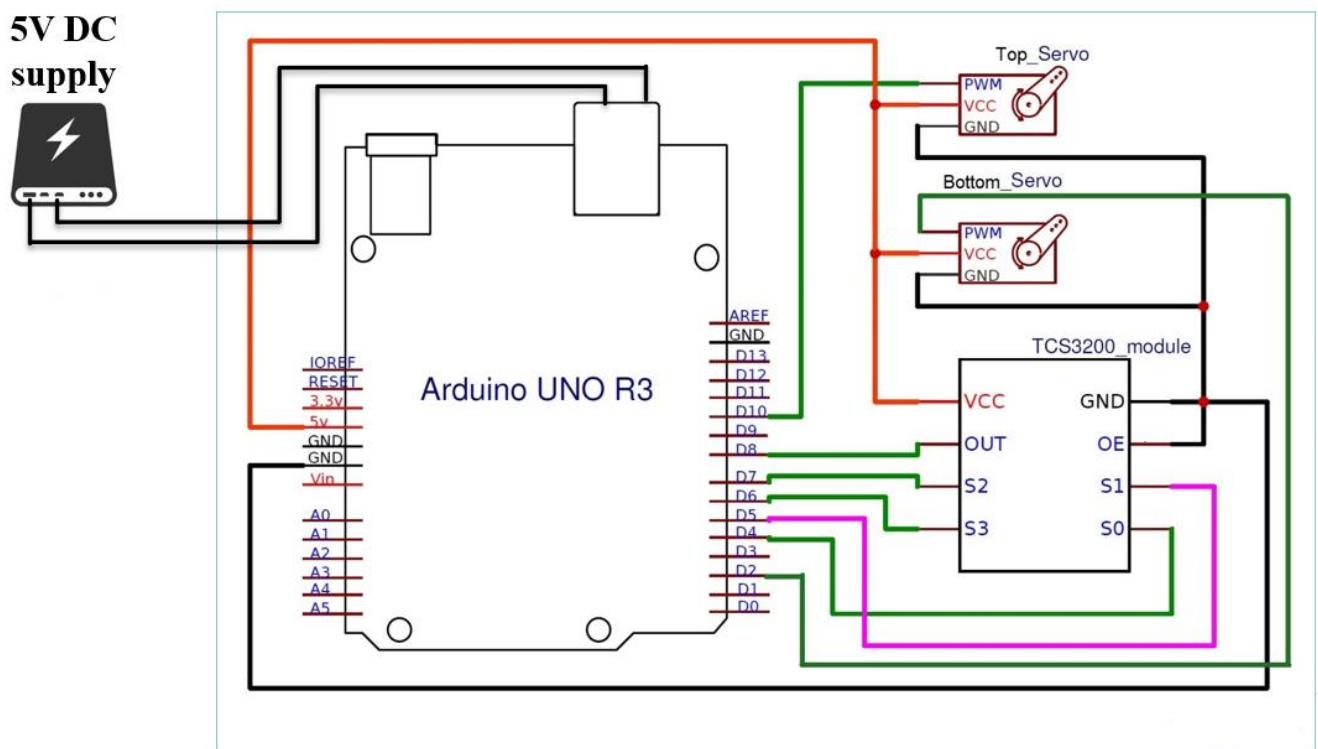 5V DC
supply
Top_Servo
PWM
VCC
GND
Bottom_Servo
PWM
VCC
GND
TCS3200_module
VCC
OUT
S2
S3
GND
OE
S1
S0
Arduino UNO R3
IOREF
RESET
3.3v
5v
GND
GND
Vin
A0
A1
A2
A3
A4
A5
AREF
GND
D13
D12
D11
D10
D9
D8
D7
D6
D5
D4
D3
D2
D1
D0